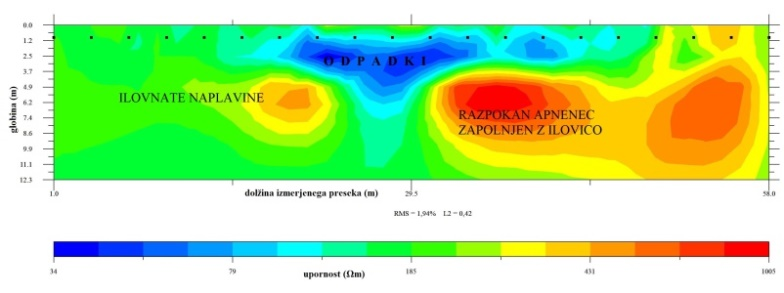 0.0
1.2
2.5
3.7
4.9
6.2
7.4
8.6
9.9
11.1
12.3
globina (m)
O D P A D K I
ILOVNATE NAPLAVINE
RAZPOKAN APNENEC
ZAPOLNJEN Z ILOVICO
1.0
dolžina izmerjenega preseka (m)
29.5
58.0
RMS = 1,94% L2 = 0,42
34
79
185
431
1005
upornost (Ωm)